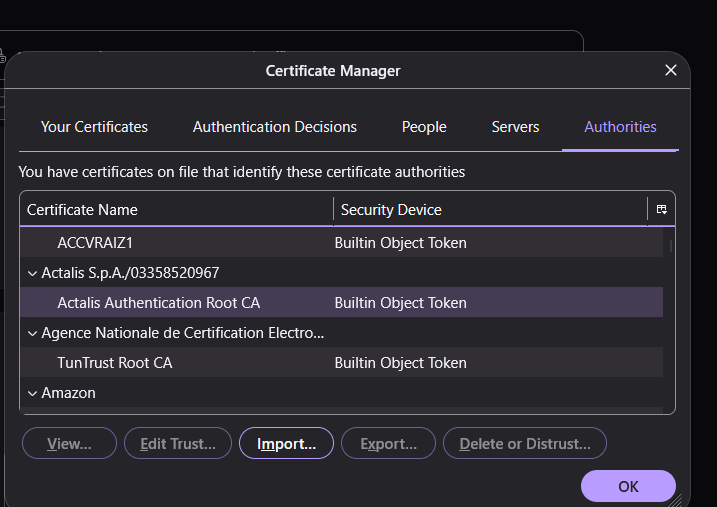 Certificate Manager
Your Certificates Authentication Decisions People Servers Authorities
You have certificates on file that identify these certificate authorities
Certificate Name Security Device
ACCVRAIZ1 Builtin Object Token
Actalis S.p.A./03358520967
Actalis Authentication Root CA Builtin Object Token
Agence Nationale de Certification Electro...
TunTrust Root CA Builtin Object Token
Amazon
View... Edit Trust... Import... Export... Delete or Distrust...
OK